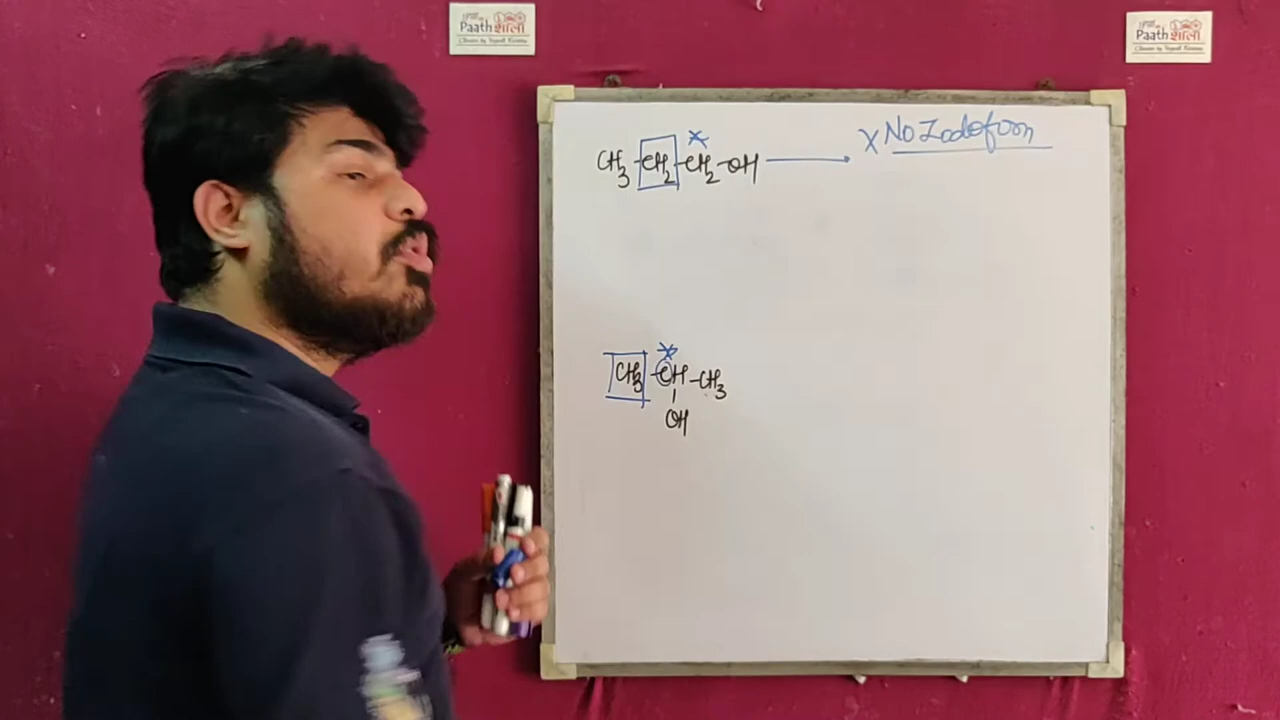 Paathशाला
Paathशाला
CH3-CH2-CH2-OH → x No Iodoform
CH3-CH-CH3
OH